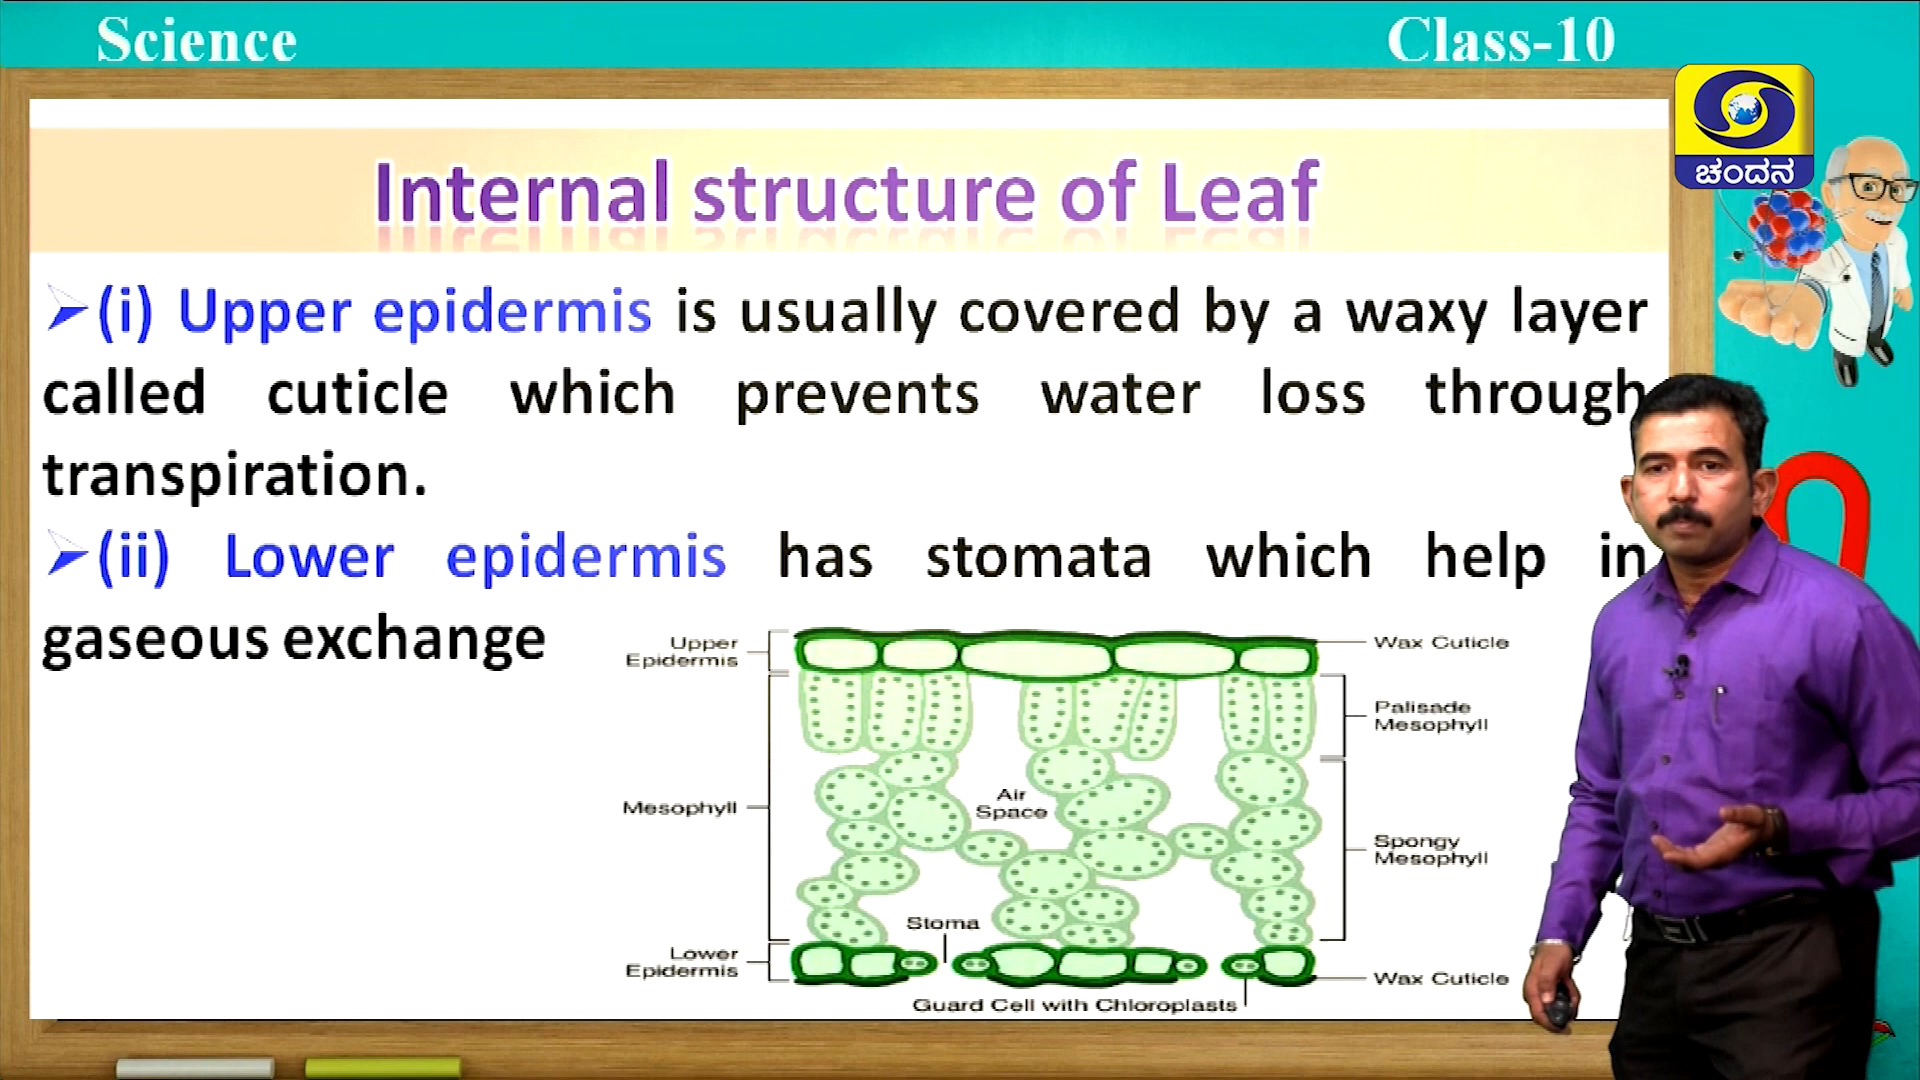 Science
Class-10
ಚಂದನ
Internal structure of Leaf
(i) Upper epidermis is usually covered by a waxy layer
called cuticle which prevents water loss through
transpiration.
(ii) Lower epidermis has stomata which help in
gaseous exchange
Upper
Epidermis
Wax Cuticle
Palisade
Mesophyll
Mesophyll
Air
Space
Spongy
Mesophyll
Stoma
Lower
Epidermis
Wax Cuticle
Guard Cell with Chloroplasts